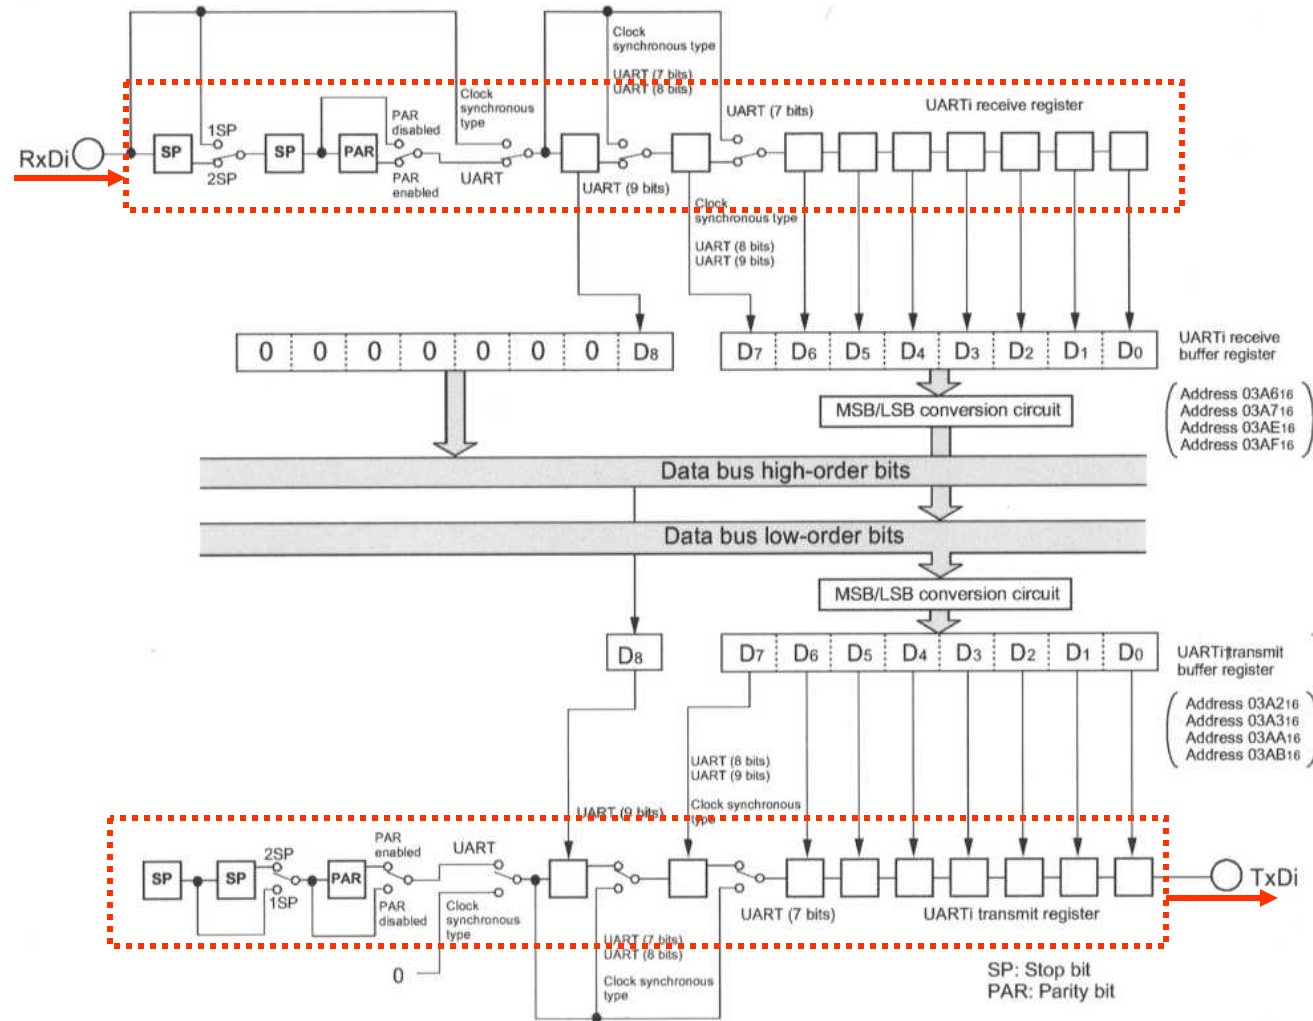 Clock
synchronous type
UART (7 bits)
UART (8 bits)
Clock
synchronous
type
UART (7 bits)
UARTi receive register
PAR
disabled
1SP
RxDi
SP
SP
PAR
2SP
PAR
enabled
UART
UART (9 bits)
Clock
synchronous type
UART (8 bits)
UART (9 bits)
0 0 0 0 0 0 0 D8
D7 D6 D5 D4 D3 D2 D1 D0
UARTi receive
buffer register
MSB/LSB conversion circuit
Address 03A616
Address 03A716
Address 03AE16
Address 03AF16
Data bus high-order bits
Data bus low-order bits
MSB/LSB conversion circuit
D8
D7 D6 D5 D4 D3 D2 D1 D0
UARTi transmit
buffer register
Address 03A216
Address 03A316
Address 03AA16
Address 03AB16
UART (8 bits)
UART (9 bits)
Clock synchronous
type
UART (9 bits)
PAR
enabled
2SP
UART
SP
SP
PAR
1SP
PAR
disabled
Clock
synchronous
type
0
UART (7 bits)
UARTi transmit register
TxDi
UART (7 bits)
UART (8 bits)
Clock synchronous
type
SP: Stop bit
PAR: Parity bit